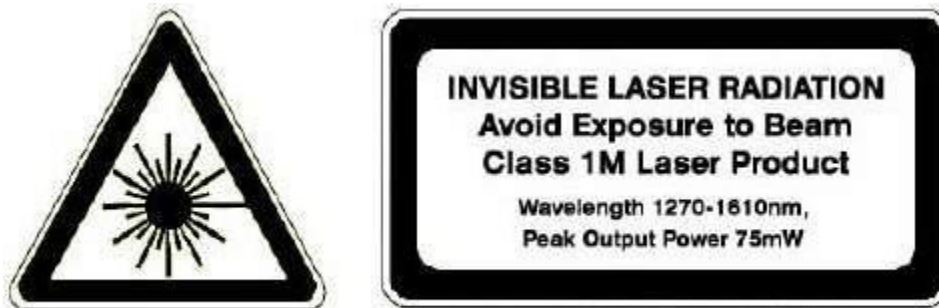 INVISIBLE LASER RADIATION
Avoid Exposure to Beam
Class 1M Laser Product
Wavelength 1270-1610nm,
Peak Output Power 75mW